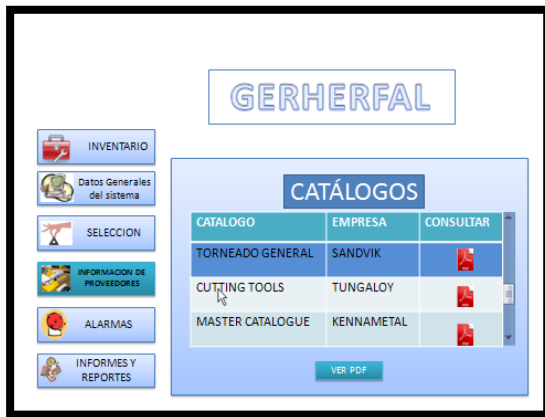 GERHERFAL
INVENTARIO
Datos Generales
del sistema
SELECCION
INFORMACION DE
PROVEEDORES
ALARMAS
INFORMES Y
REPORTES
CATÁLOGOS
CATALOGO EMPRESA CONSULTAR
TORNEADO GENERAL SANDVIK
CUTTING TOOLS TUNGALOY
MASTER CATALOGUE KENNAMETAL
VER PDF